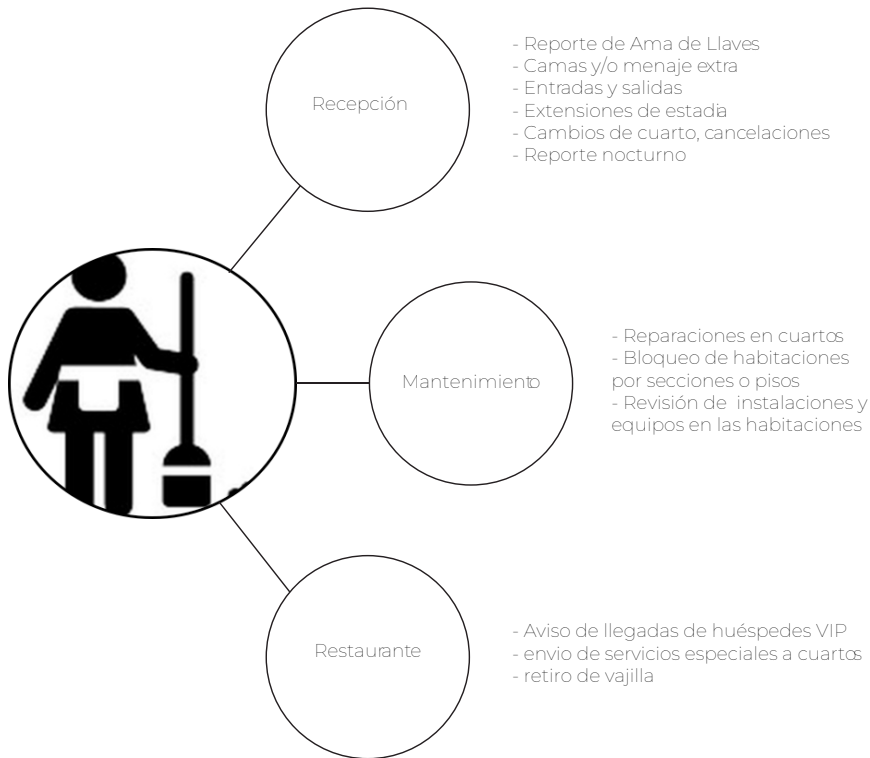 Recepción
- Reporte de Ama de Llaves
- Camas y/o menaje extra
- Entradas y salidas
- Extensiones de estadia
- Cambios de cuarto, cancelaciones
- Reporte nocturno
Mantenimiento
- Reparaciones en cuartos
- Bloqueo de habitaciones
por secciones o pisos
- Revisión de instalaciones y
equipos en las habitaciones
Restaurante
- Aviso de llegadas de huéspedes VIP
- envio de servicios especiales a cuartos
- retiro de vajilla